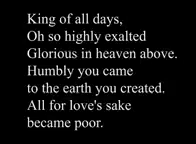 King of all days,
Oh so highly exalted
Glorious in heaven above.
Humbly you came
to the earth you created.
All for love's sake
became poor.